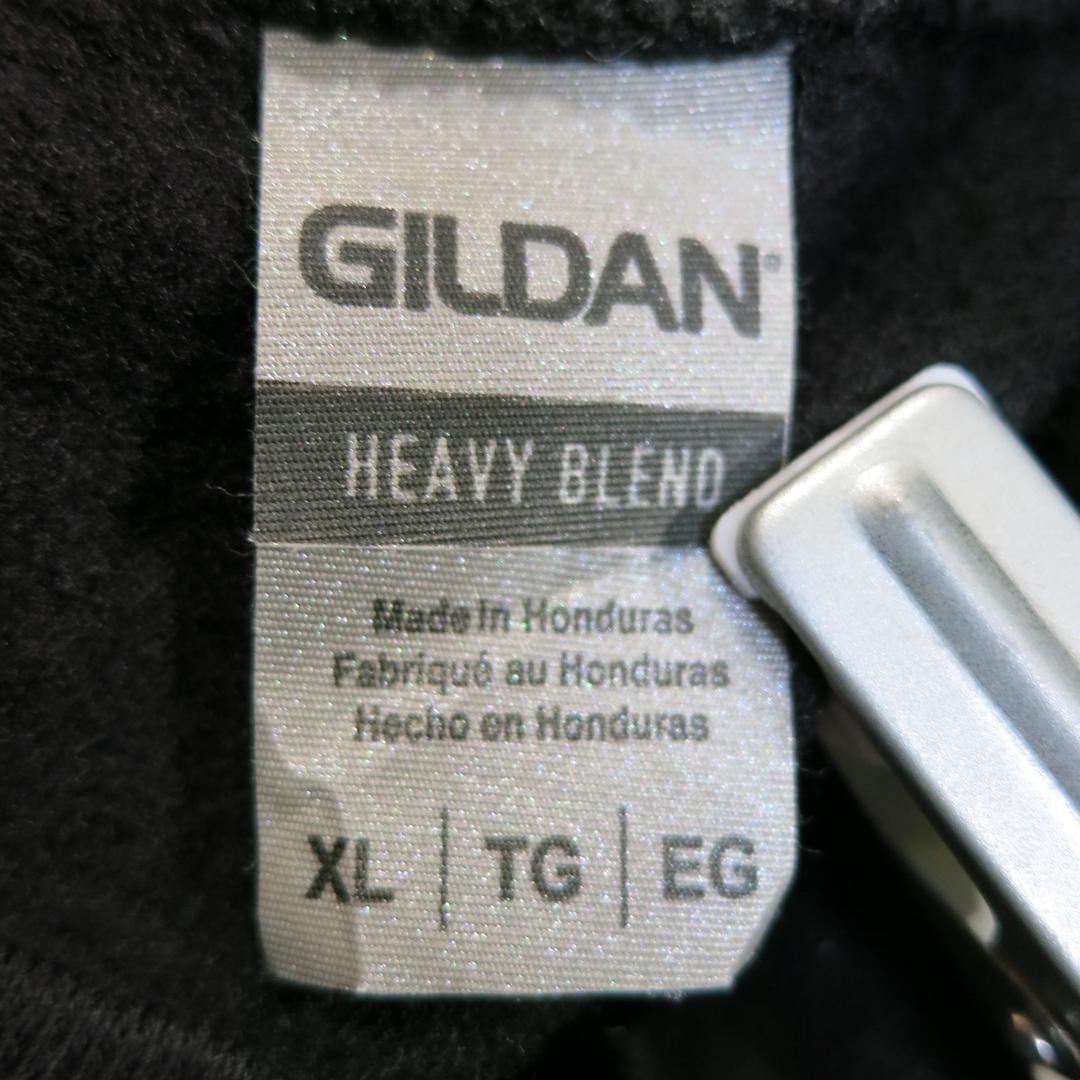 GILDAN®
HEAVY BLEND
Made in Honduras
Fabriqué au Honduras
Hecho en Honduras
XL | TG | EG